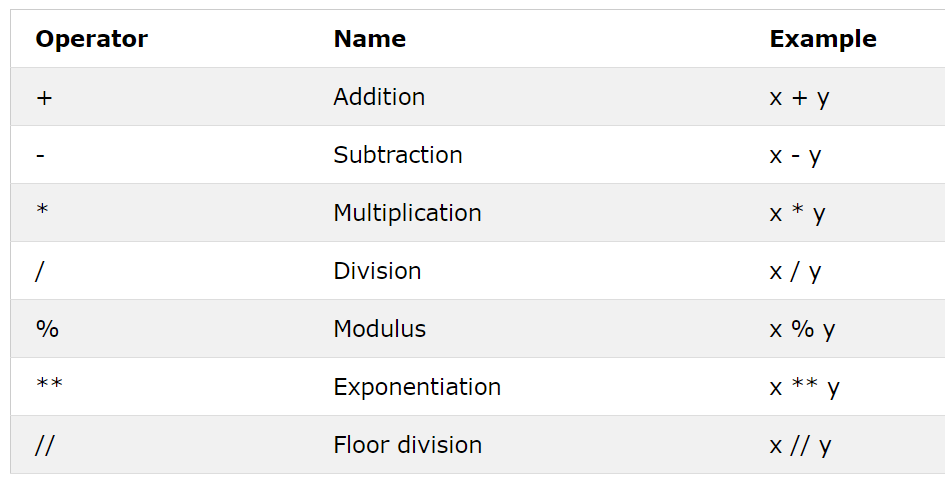 Operator Name Example
+ Addition x + y
- Subtraction x - y
* Multiplication x * y
/ Division x / y
% Modulus x % y
** Exponentiation x ** y
// Floor division x // y